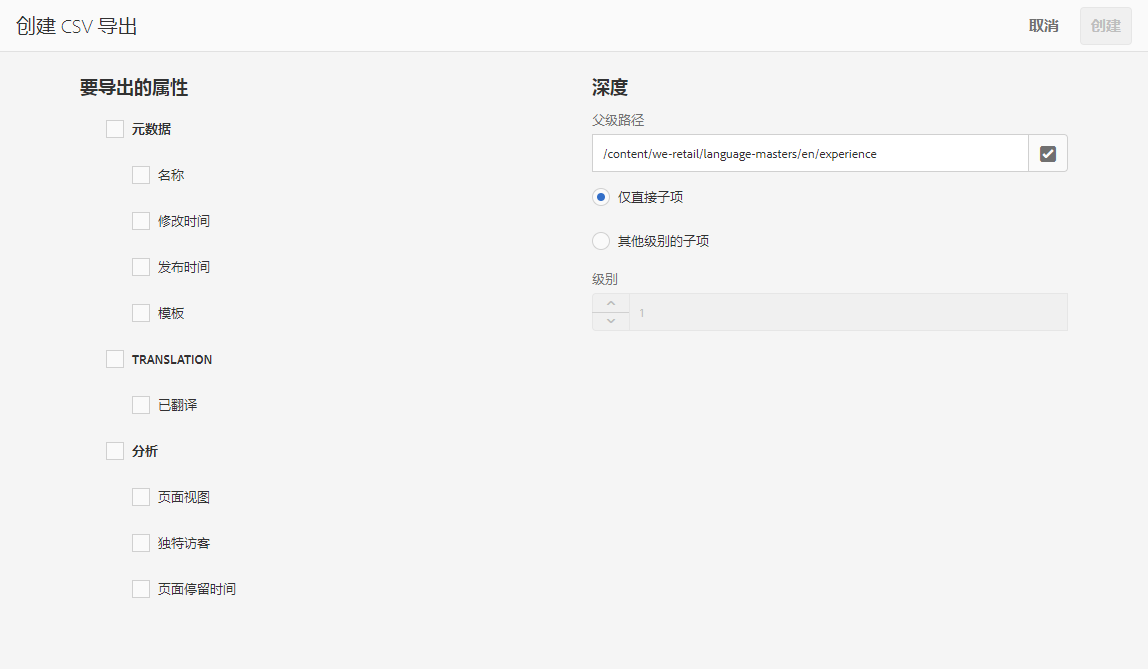 创建 CSV 导出
取消
创建
要导出的属性
元数据
名称
修改时间
发布时间
模板
TRANSLATION
已翻译
分析
页面视图
独特访客
页面停留时间
深度
父级路径
/content/we-retail/language-masters/en/experience
仅直接子项
其他级别的子项
级别
1